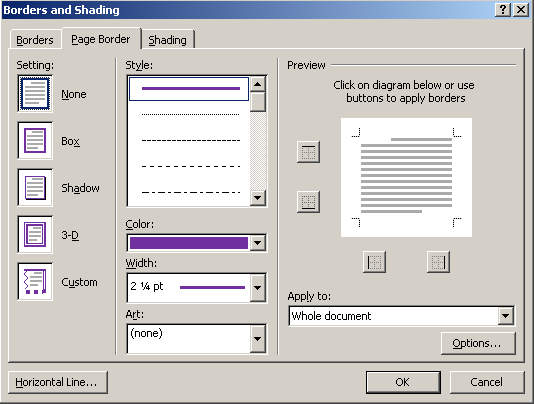 Borders and Shading
Borders
Page Border
Shading
Setting:
None
Box
Shadow
3-D
Custom
Style:
Color:
Width:
2 ¼ pt
Art:
(none)
Preview
Click on diagram below or use
buttons to apply borders
Apply to:
Whole document
Options...
Horizontal Line...
OK
Cancel